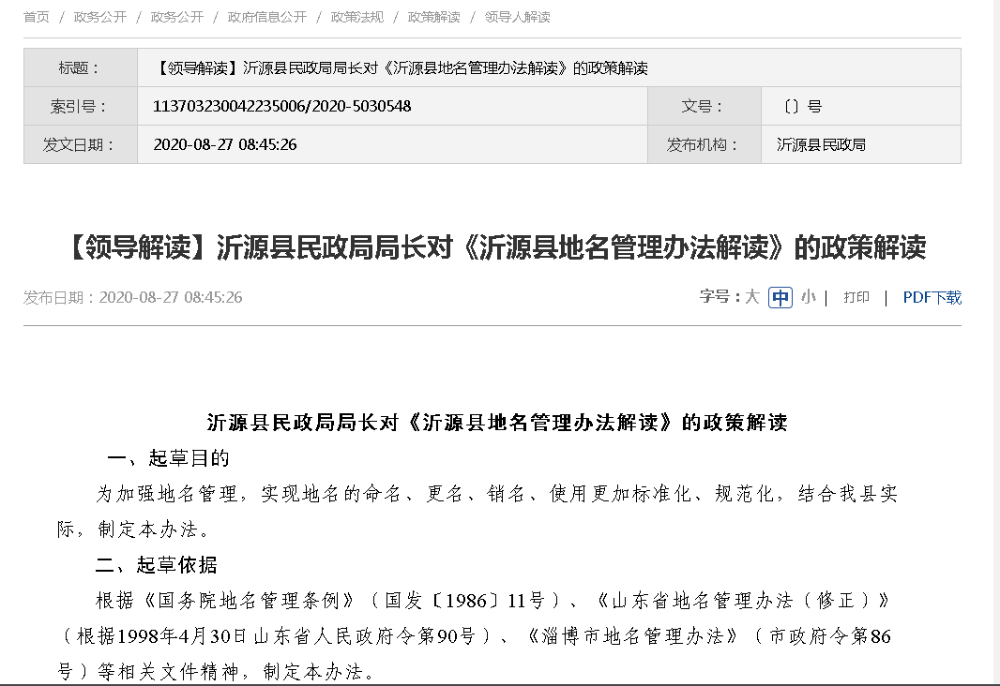 首页 / 政务公开 / 政务公开 / 政府信息公开 / 政策法规 / 政策解读 / 领导人解读
标题： 【领导解读】沂源县民政局局长对《沂源县地名管理办法解读》的政策解读
索引号： 113703230042235006/2020-5030548 文号： 〔〕号
发文日期： 2020-08-27 08:45:26 发布机构： 沂源县民政局
【领导解读】沂源县民政局局长对《沂源县地名管理办法解读》的政策解读
发布日期：2020-08-27 08:45:26 字号：大 中 小 | 打印 | PDF下载
沂源县民政局局长对《沂源县地名管理办法解读》的政策解读
一、起草目的
为加强地名管理，实现地名的命名、更名、销名、使用更加标准化、规范化，结合我县实
际，制定本办法。
二、起草依据
根据《国务院地名管理条例》（国发〔1986〕11号）、《山东省地名管理办法（修正）》
（根据1998年4月30日山东省人民政府令第90号）、《淄博市地名管理办法》（市政府令第86
号）等相关文件精神，制定本办法。